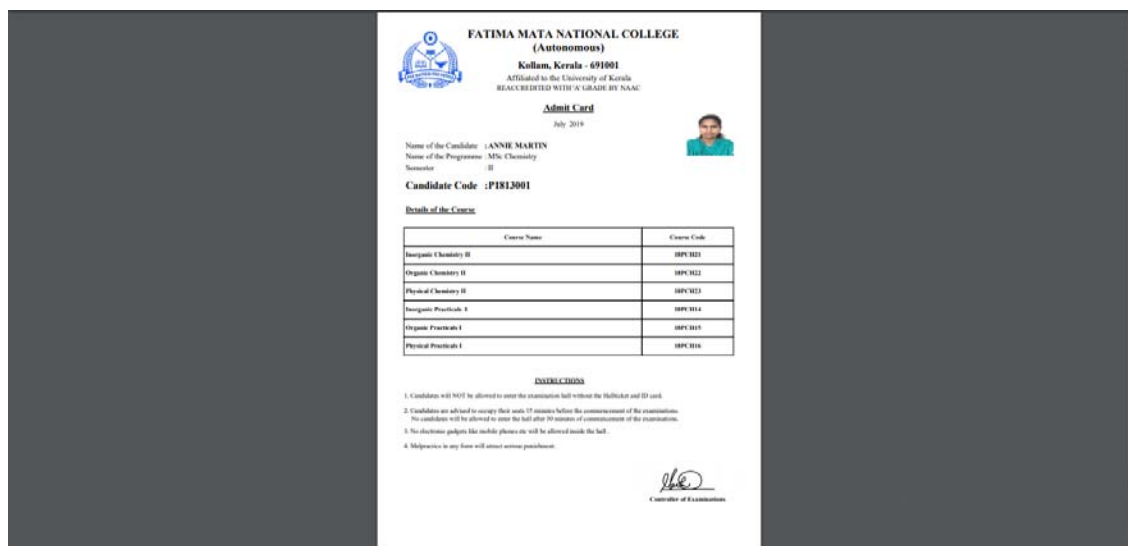 FATIMA MATA NATIONAL COLLEGE
(Autonomous)
Kollam, Kerala - 691001
Affiliated to the University of Kerala
REACCREDITED WITH 'A' GRADE BY NAAC
Admit Card
July 2019
Name of the Candidate : ANNIE MARTIN
Name of the Programme : MSc Chemistry
Semester : II
Candidate Code :P1813001
Details of the Course
Course Name Course Code
Inorganic Chemistry II 18PCH21
Organic Chemistry II 18PCH22
Physical Chemistry II 18PCH23
Inorganic Practicals I 18PCH14
Organic Practicals I 18PCH15
Physical Practicals I 18PCH16
INSTRUCTIONS
1. Candidates will NOT be allowed to enter the examination hall without the Hallticket and ID card.
2. Candidates are advised to occupy their seats 15 minutes before the commencement of the examinations.
No candidates will be allowed to enter the hall after 30 minutes of commencement of the examinations.
3. No electronic gadgets like mobile phones etc will be allowed inside the hall .
4. Malpractice in any form will attract serious punishment.
Controller of Examinations